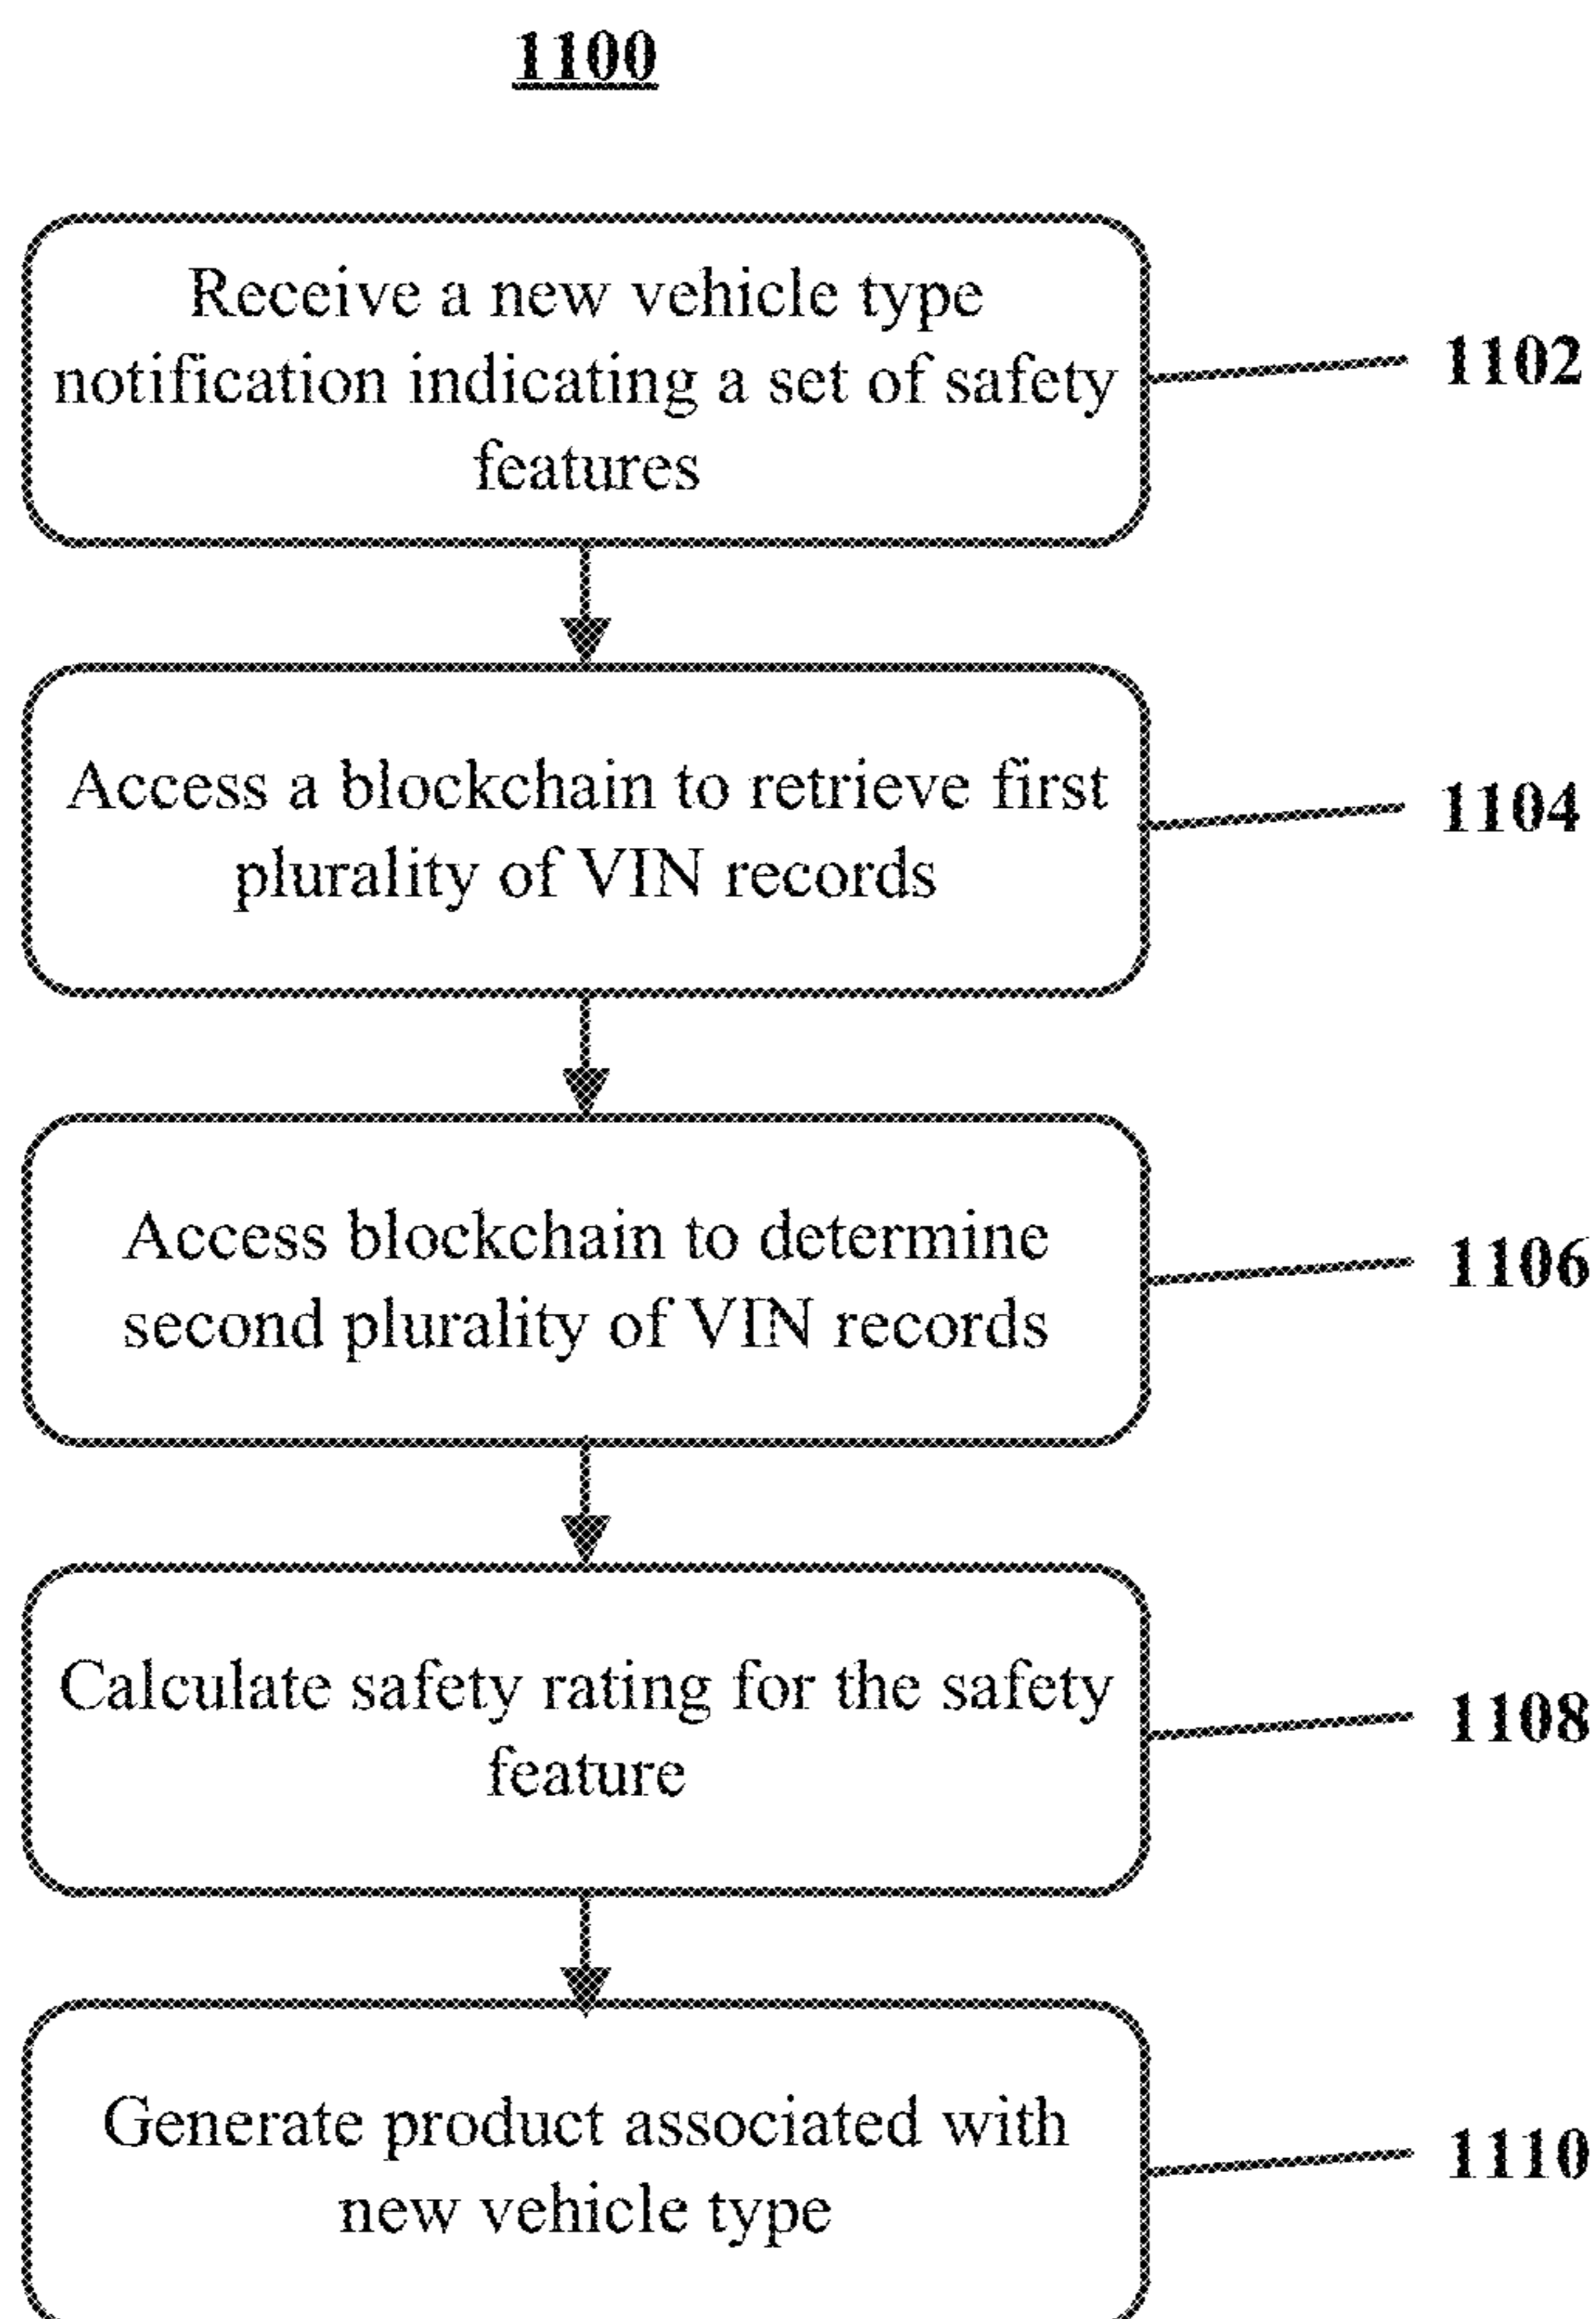 1100
Receive a new vehicle type
notification indicating a set of safety
features
1102
Access a blockchain to retrieve first
plurality of VIN records
1104
Access blockchain to determine
second plurality of VIN records
1106
Calculate safety rating for the safety
feature
1108
Generate product associated with
new vehicle type
1110